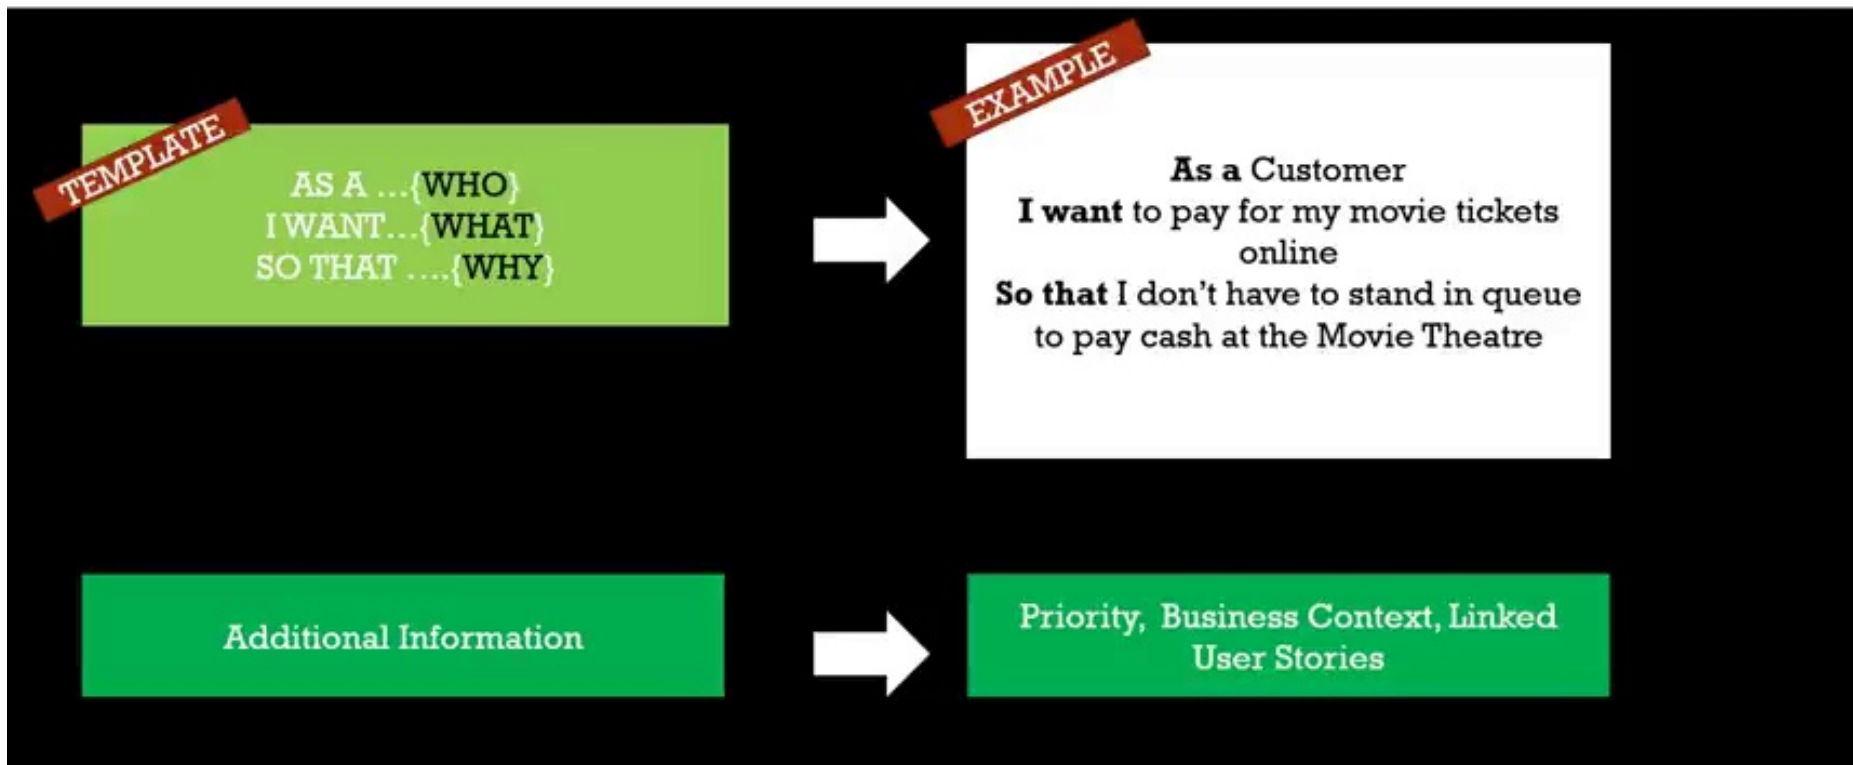 TEMPLATE
AS A ...{WHO}
I WANT...{WHAT}
SO THAT ....{WHY}
EXAMPLE
As a Customer
I want to pay for my movie tickets
online
So that I don't have to stand in queue
to pay cash at the Movie Theatre
Additional Information
Priority, Business Context, Linked
User Stories